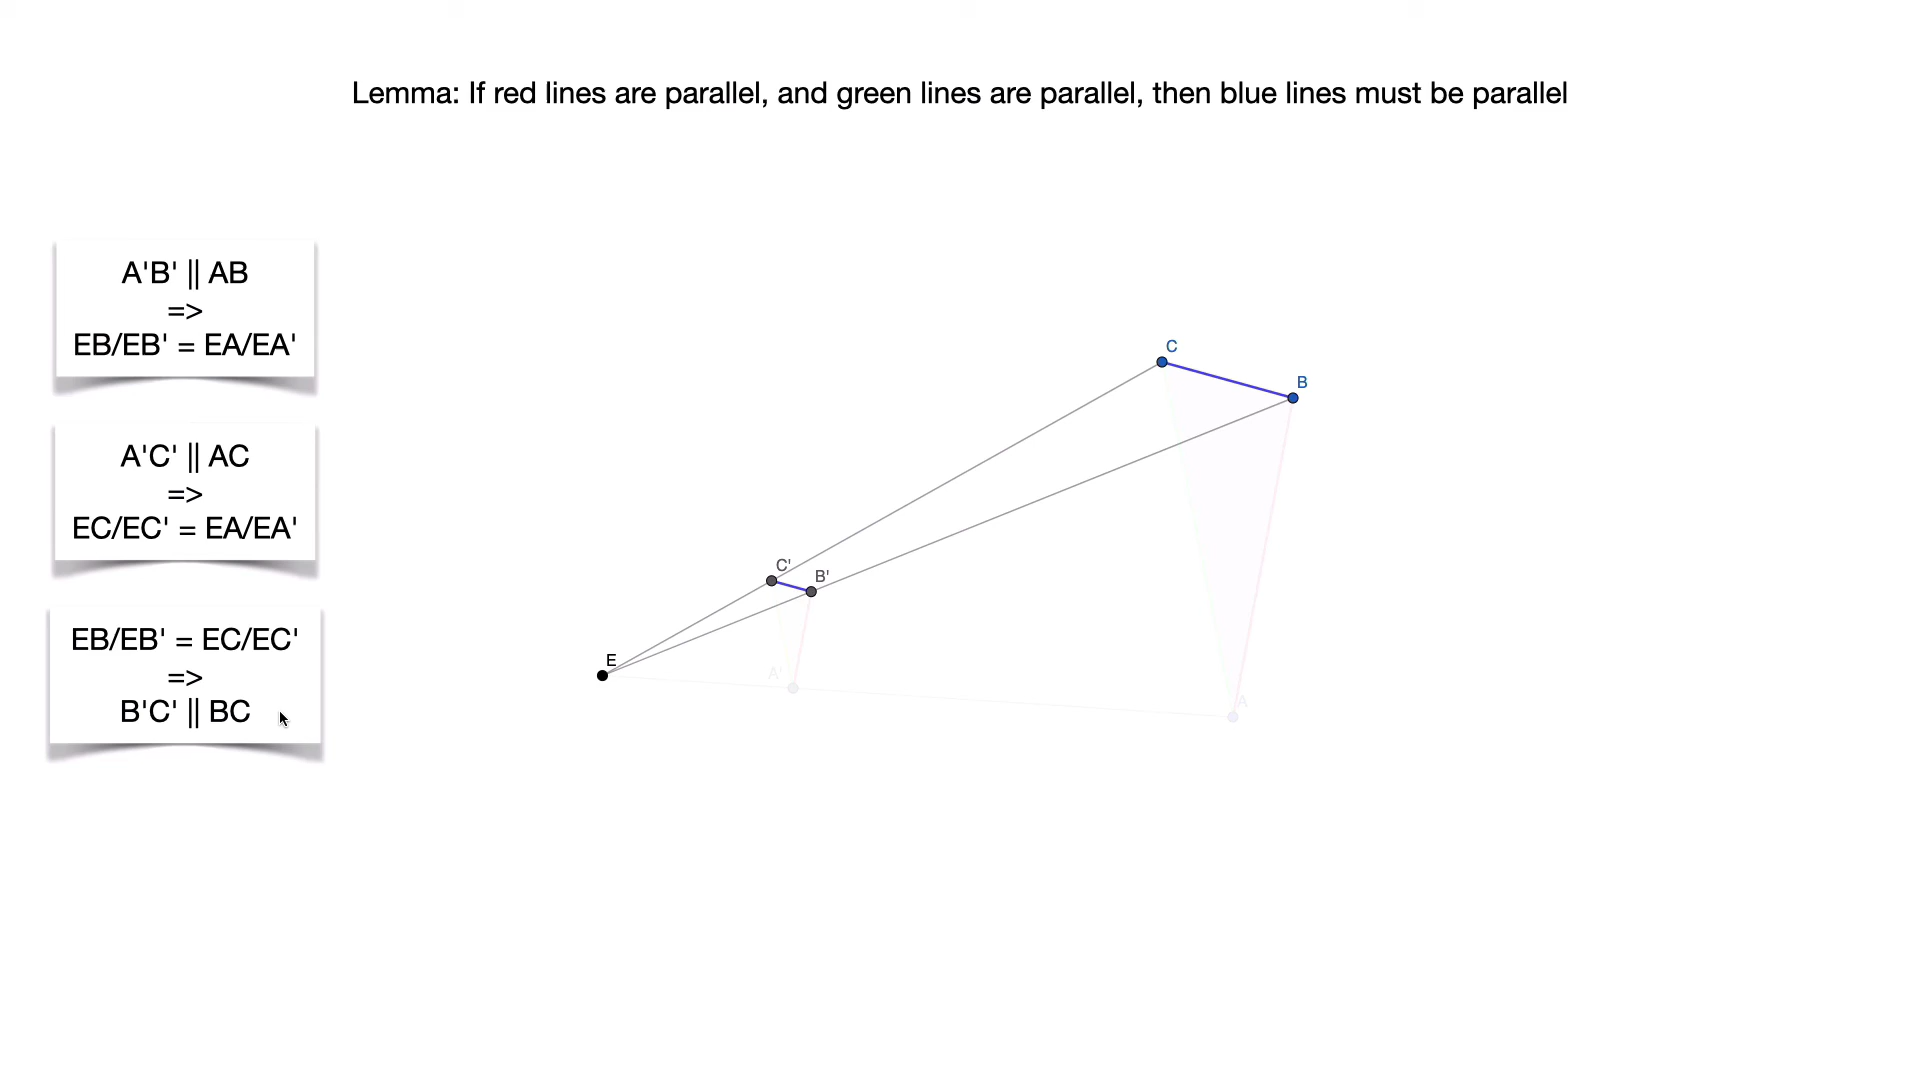 Lemma: If red lines are parallel, and green lines are parallel, then blue lines must be parallel
A'B' || AB
=>
EB/EB' = EA/EA'
A'C' || AC
=>
EC/EC' = EA/EA'
EB/EB' = EC/EC'
=>
B'C' || BC
C
B
C'
B'
E
A'
A